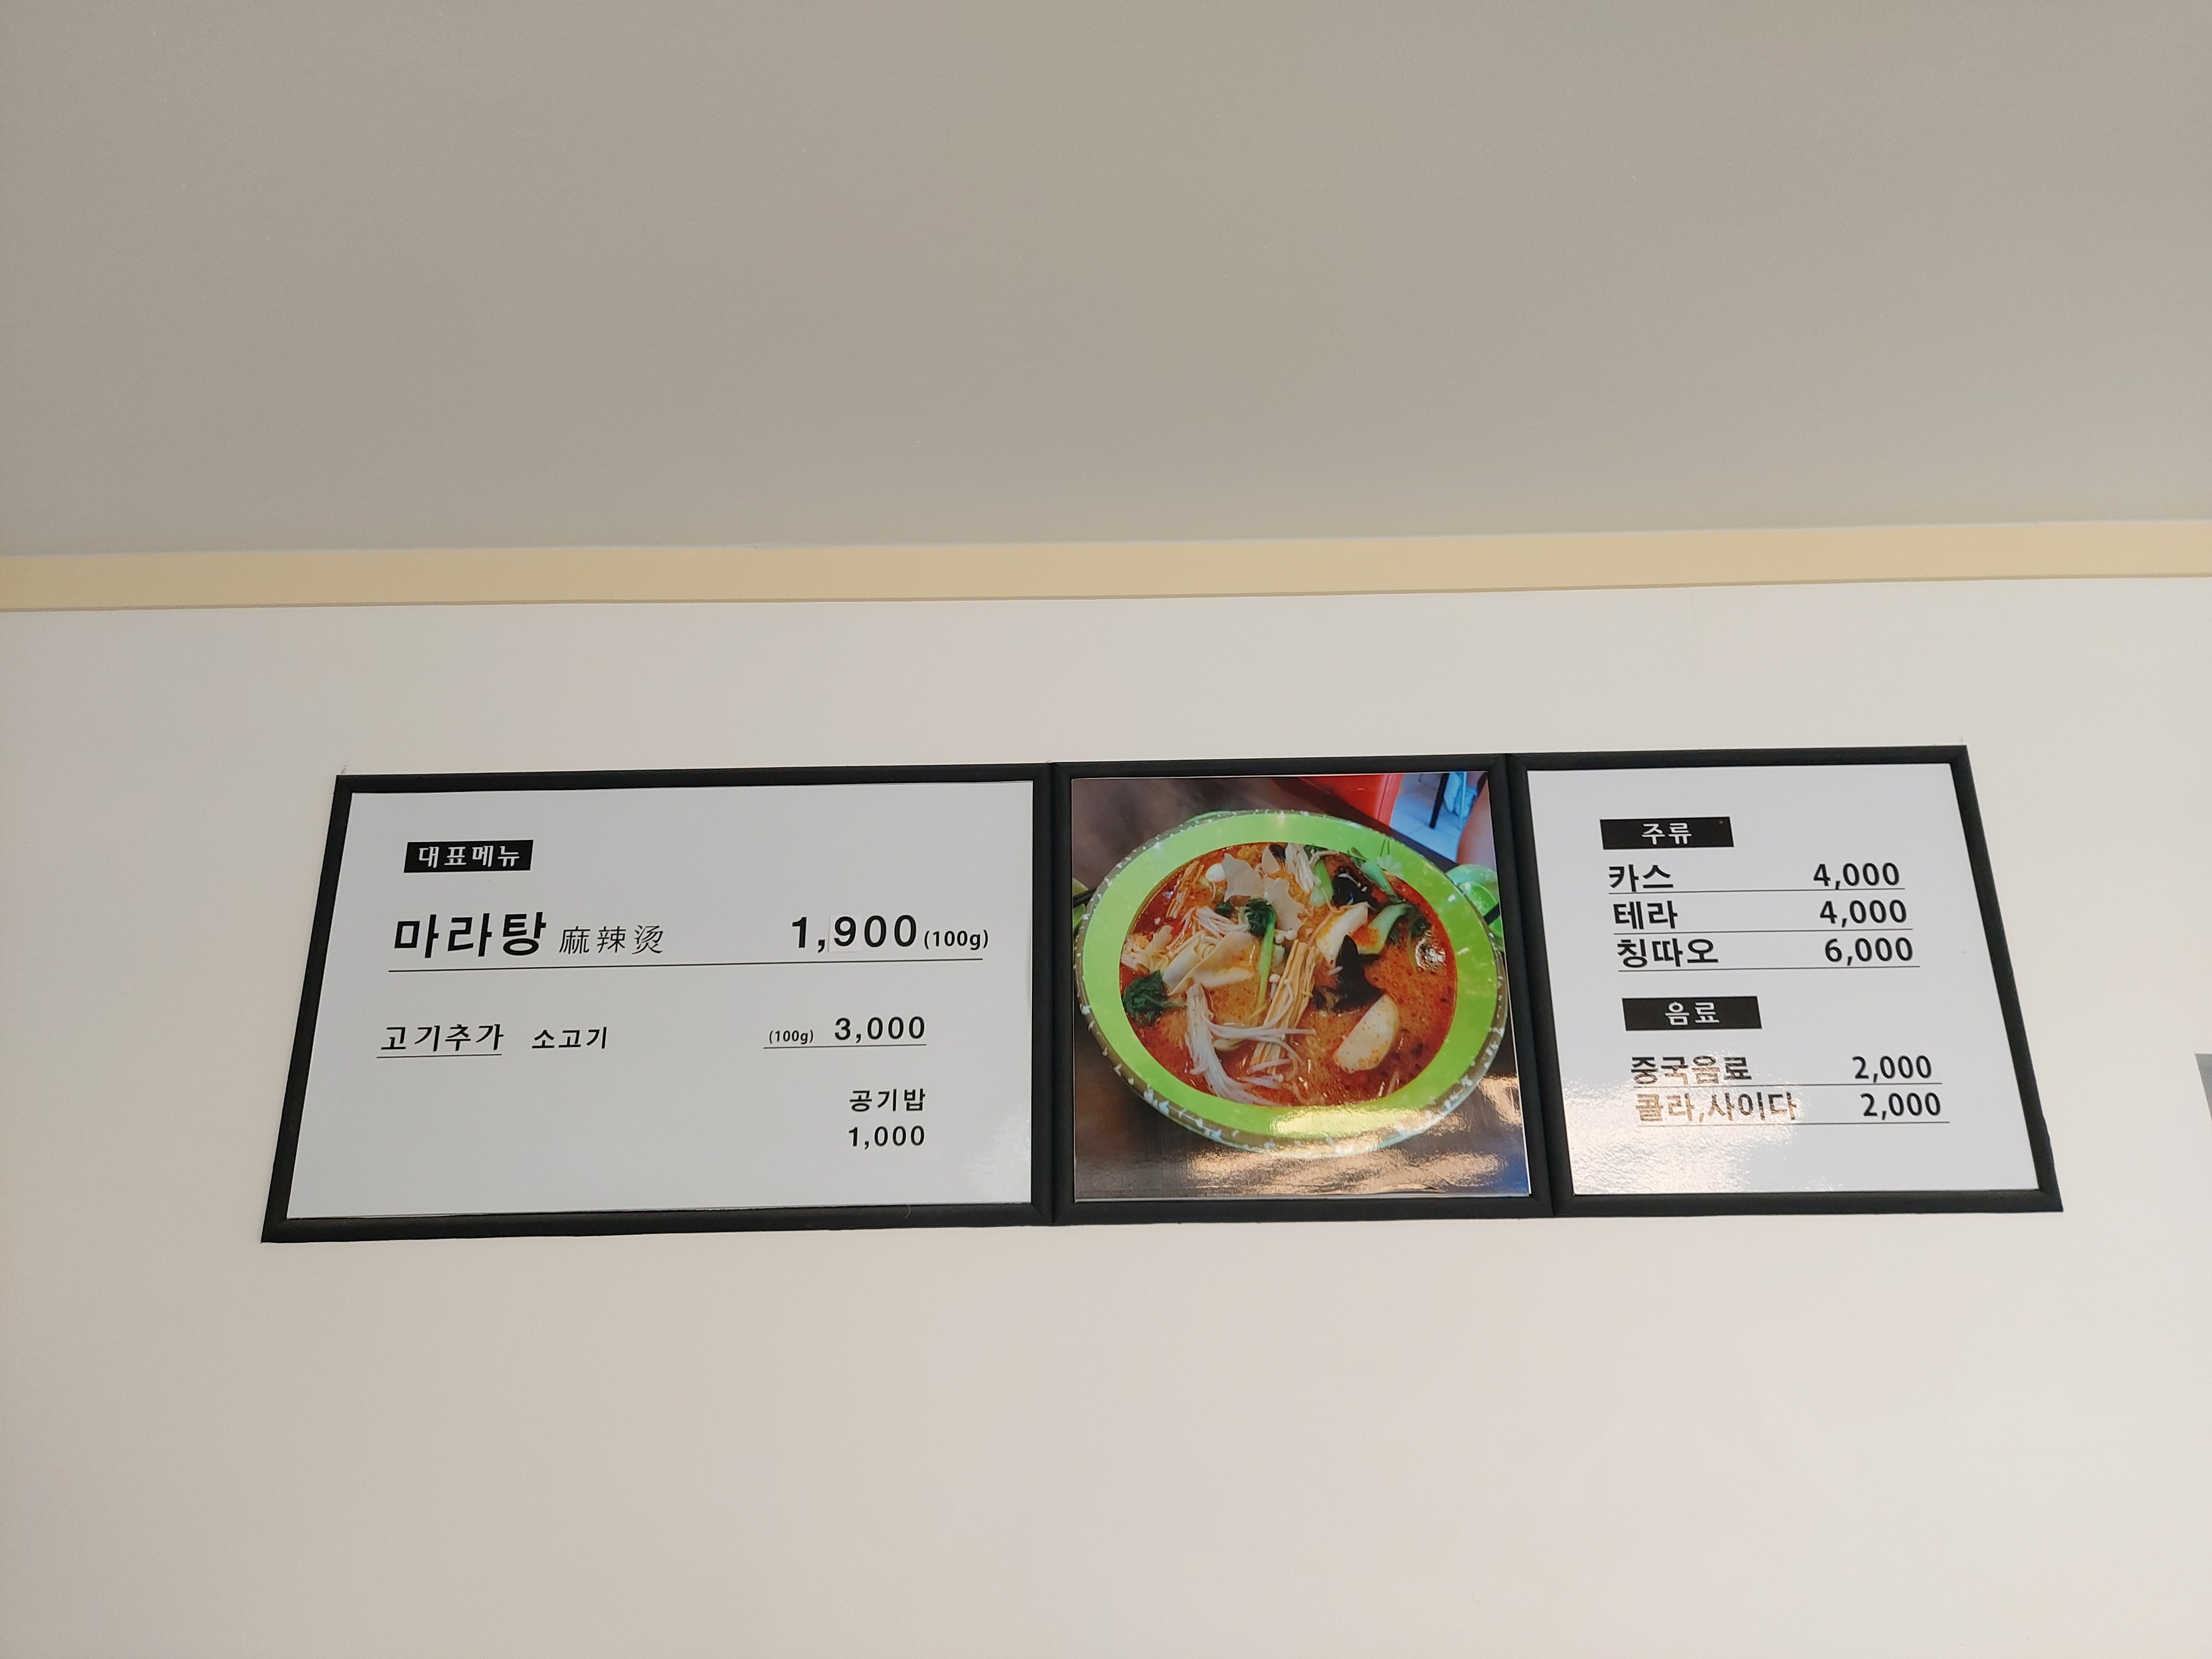 대표메뉴
마라탕 麻辣烫 1,900 (100g)
고기추가 소고기 (100g) 3,000
공기밥
1,000
주류
카스 4,000
테라 4,000
칭따오 6,000
음료
중국음료 2,000
콜라,사이다 2,000